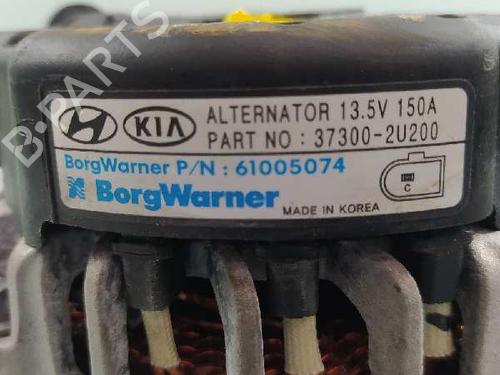 KIA
ALTERNATOR 13.5V 150A
PART NO : 37300-2U200
BorgWarner P/N : 61005074
BorgWarner
C
MADE IN KOREA
B-PARTS